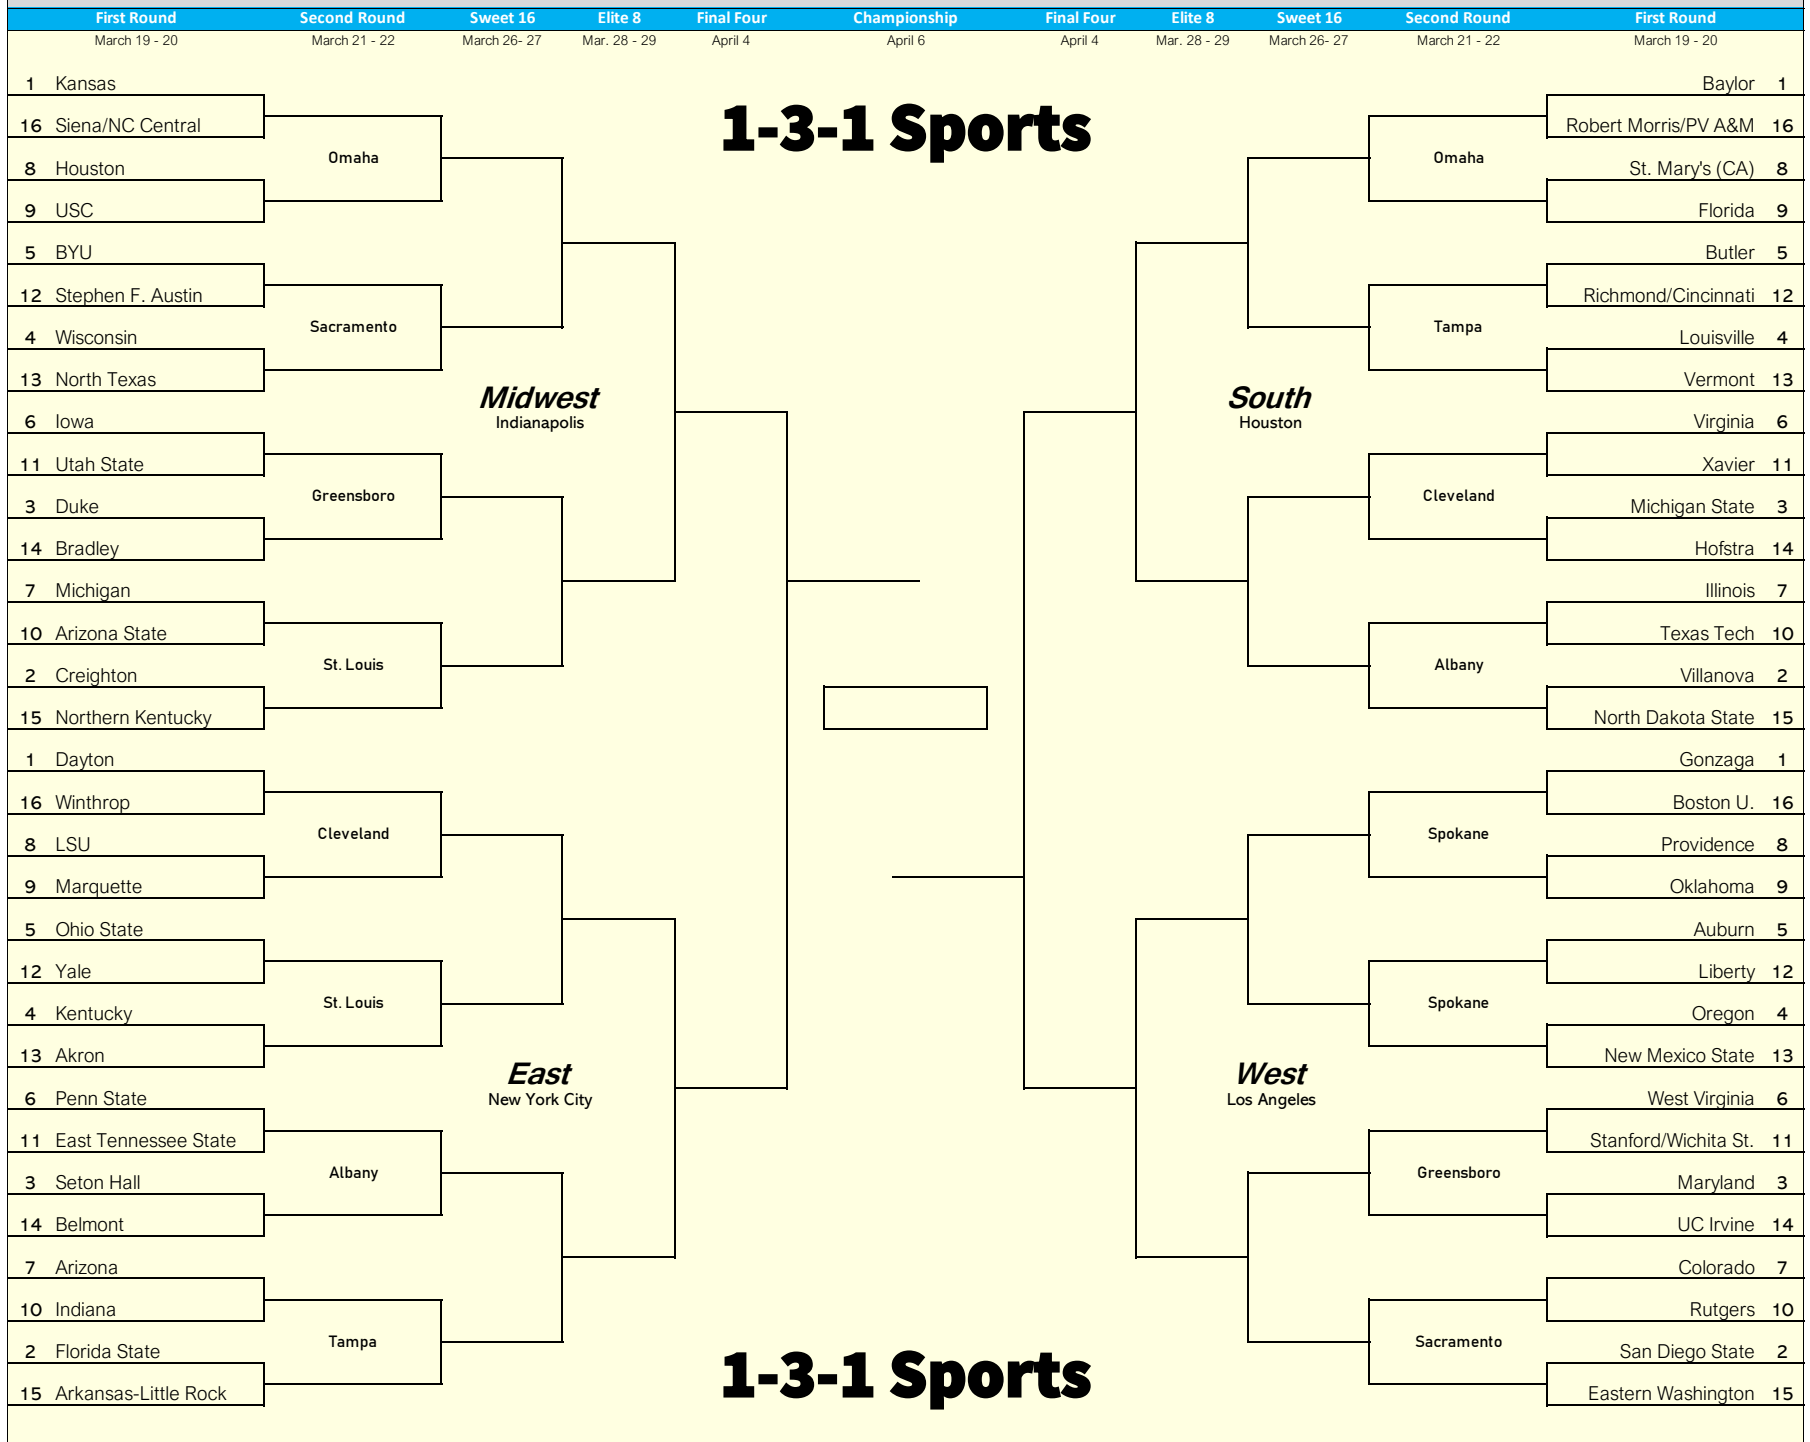 First Round Second Round Sweet 16 Elite 8 Final Four Championship Final Four Elite 8 Sweet 16 Second Round First Round
March 19 - 20 March 21 - 22 March 26- 27 Mar. 28 - 29 April 4 April 6 April 4 Mar. 28 - 29 March 26- 27 March 21 - 22 March 19 - 20
1-3-1 Sports
1 Kansas
16 Siena/NC Central
Omaha
8 Houston
9 USC
5 BYU
12 Stephen F. Austin
Sacramento
4 Wisconsin
13 North Texas
Midwest
Indianapolis
6 Iowa
11 Utah State
Greensboro
3 Duke
14 Bradley
7 Michigan
10 Arizona State
St. Louis
2 Creighton
15 Northern Kentucky
1 Dayton
16 Winthrop
Cleveland
8 LSU
9 Marquette
5 Ohio State
12 Yale
St. Louis
4 Kentucky
13 Akron
East
New York City
6 Penn State
11 East Tennessee State
Albany
3 Seton Hall
14 Belmont
7 Arizona
10 Indiana
Tampa
2 Florida State
15 Arkansas-Little Rock
Baylor 1
Robert Morris/PV A&M 16
Omaha
St. Mary's (CA) 8
Florida 9
Butler 5
Richmond/Cincinnati 12
Tampa
Louisville 4
Vermont 13
South
Houston
Virginia 6
Xavier 11
Cleveland
Michigan State 3
Hofstra 14
Illinois 7
Texas Tech 10
Albany
Villanova 2
North Dakota State 15
Gonzaga 1
Boston U. 16
Spokane
Providence 8
Oklahoma 9
Auburn 5
Liberty 12
Spokane
Oregon 4
New Mexico State 13
West
Los Angeles
West Virginia 6
Stanford/Wichita St. 11
Greensboro
Maryland 3
UC Irvine 14
Colorado 7
Rutgers 10
Sacramento
San Diego State 2
Eastern Washington 15
1-3-1 Sports